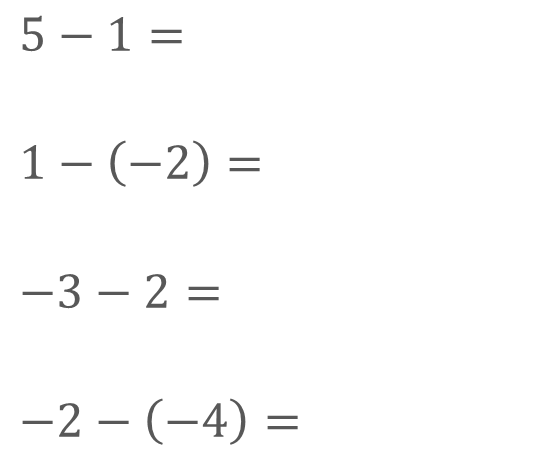 5 − 1 =
1 − (−2) =
−3 − 2 =
−2 − (−4) =